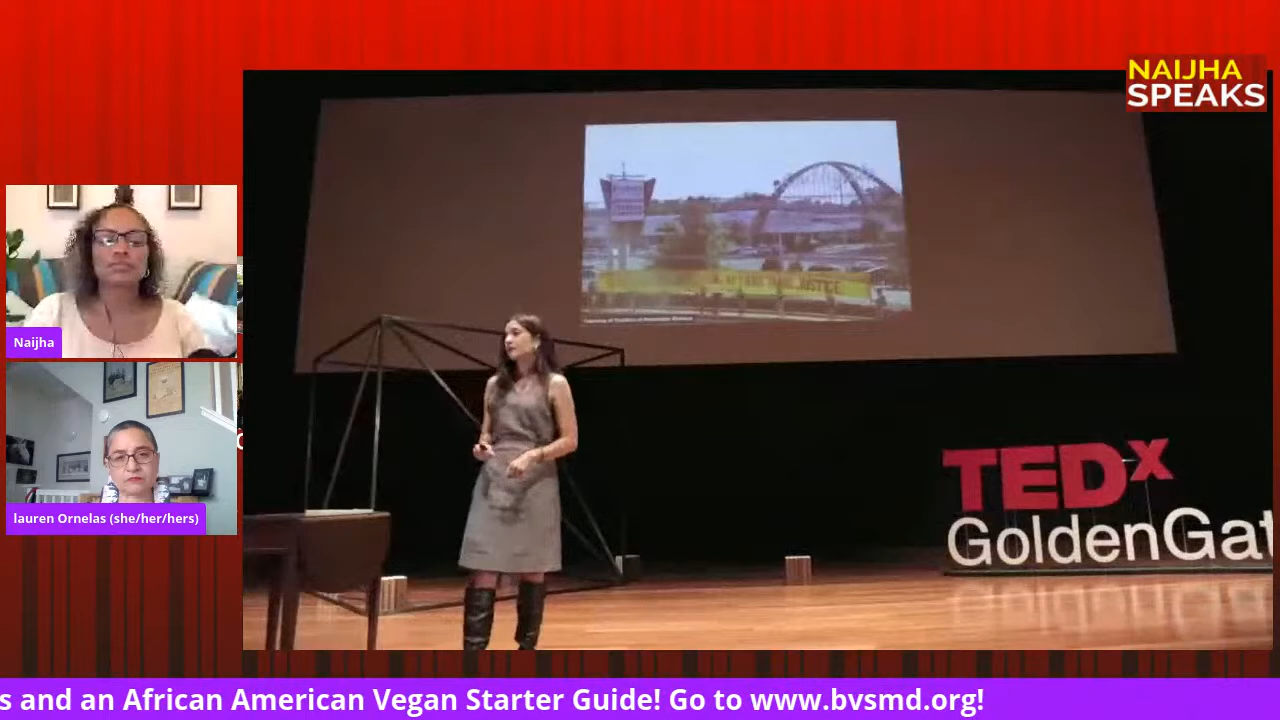 NAIJHA
SPEAKS
JUSTICE
Naijha
lauren Ornelas (she/her/hers)
TEDx
GoldenGat
s and an African American Vegan Starter Guide! Go to www.bvsmd.org!